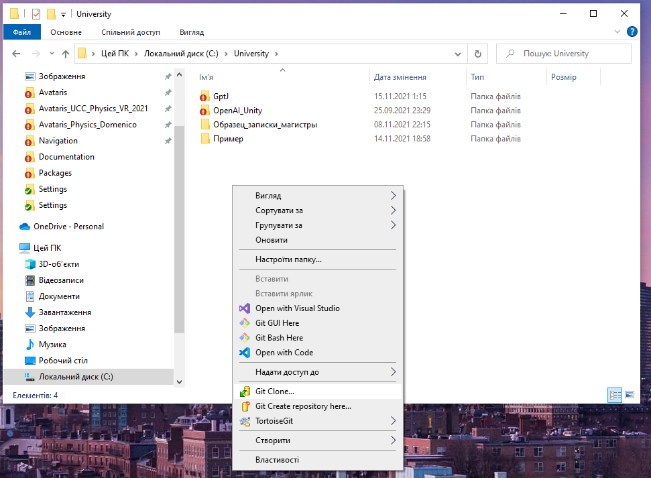 University
Файл
Основне
Спільний доступ
Вигляд
Цей ПК
Локальний диск (C:)
University
Пошук: University
Зображення
Avataris
Avataris_UCC_Physics_VR_2021
Avataris_Physics_Domenico
Navigation
Documentation
Packages
Settings
Settings
OneDrive - Personal
Цей ПК
3D-об'єкти
Відеозаписи
Документи
Завантаження
Зображення
Музика
Робочий стіл
Локальний диск (C:)
Ім'я Дата змінення Тип Розмір
GptJ 15.11.2021 1:15 Папка файлів
OpenAI_Unity 25.09.2021 23:29 Папка файлів
Образец_записки_магистры 08.11.2021 22:15 Папка файлів
Пример 14.11.2021 18:58 Папка файлів
Вигляд
Сортувати за
Групувати за
Оновити
Настроїти папку...
Вставити
Вставити ярлик
Open with Visual Studio
Git GUI Here
Git Bash Here
Open with Code
Надати доступ до
Git Clone...
Git Create repository here...
TortoiseGit
Створити
Властивості
Елементів: 4